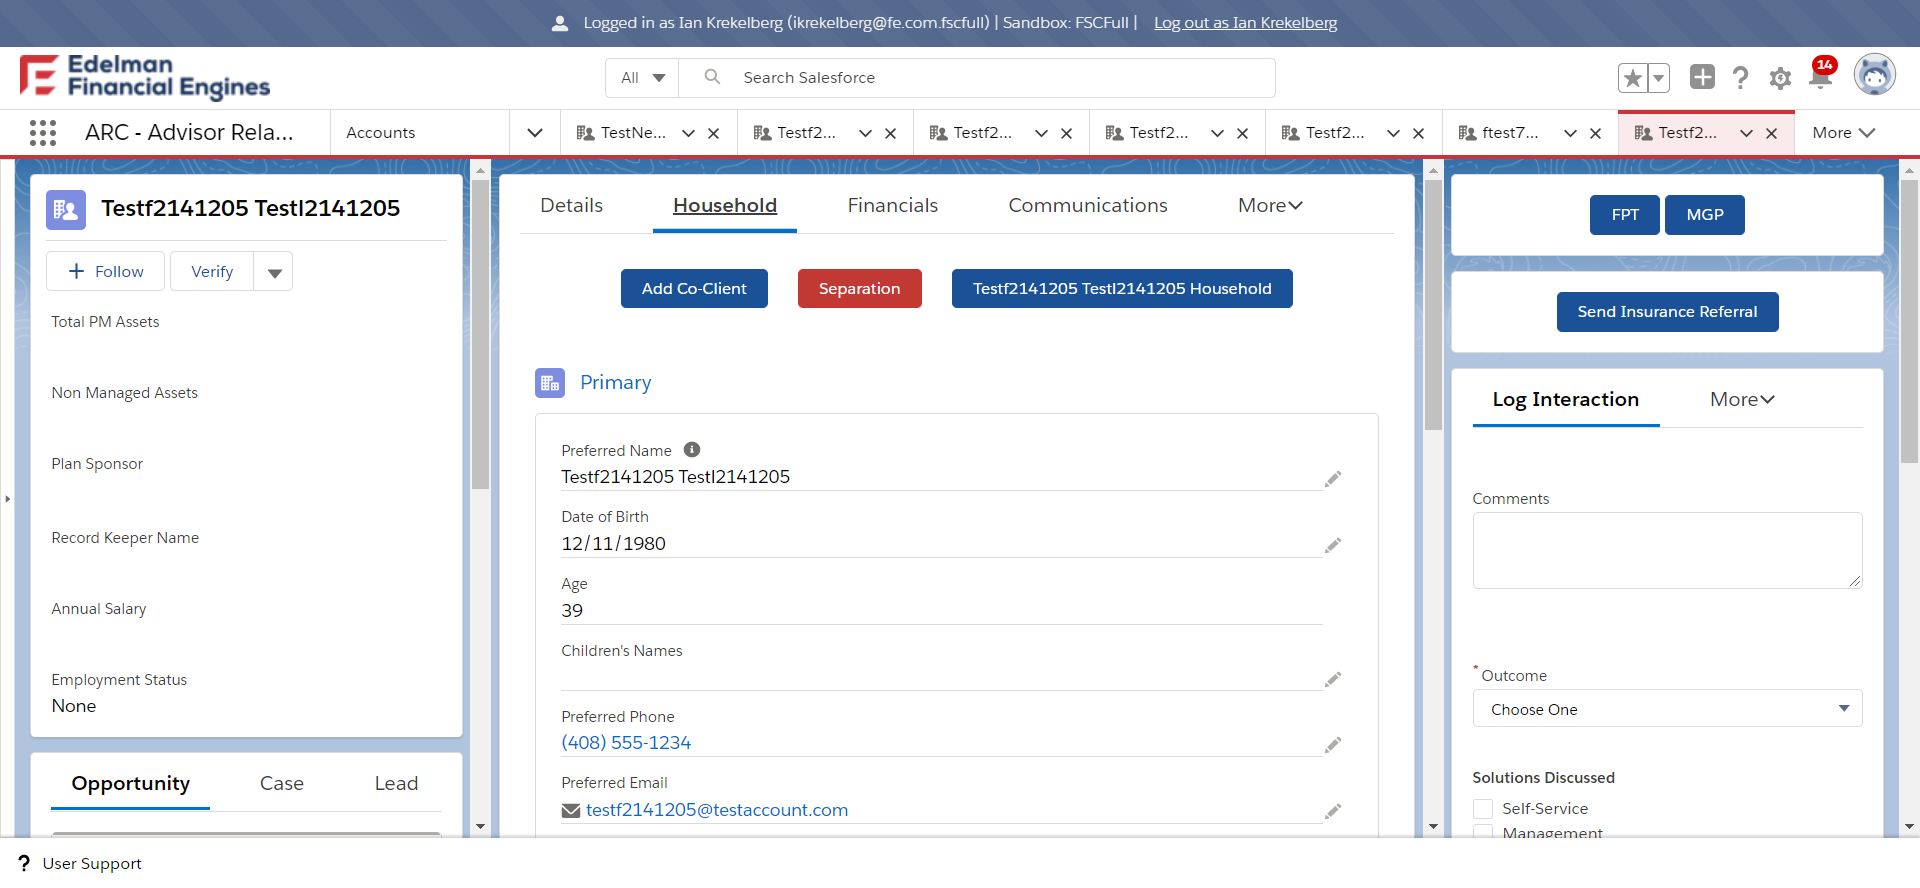 Logged in as Ian Krekelberg (ikrekelberg@fe.com.fscfull) | Sandbox: FSCFull | Log out as Ian Krekelberg
Edelman
Financial Engines
All
Search Salesforce
14
ARC - Advisor Rela...
Accounts
TestNe...
Testf2...
Testf2...
Testf2...
Testf2...
ftest7...
Testf2...
More
Testf2141205 Testl2141205
Follow
Verify
Total PM Assets
Non Managed Assets
Plan Sponsor
Record Keeper Name
Annual Salary
Employment Status
None
Opportunity
Case
Lead
Details
Household
Financials
Communications
More
Add Co-Client
Separation
Testf2141205 Testl2141205 Household
Primary
Preferred Name
Testf2141205 Testl2141205
Date of Birth
12/11/1980
Age
39
Children's Names
Preferred Phone
(408) 555-1234
Preferred Email
testf2141205@testaccount.com
FPT
MGP
Send Insurance Referral
Log Interaction
More
Comments
* Outcome
Choose One
Solutions Discussed
Self-Service
Management
? User Support